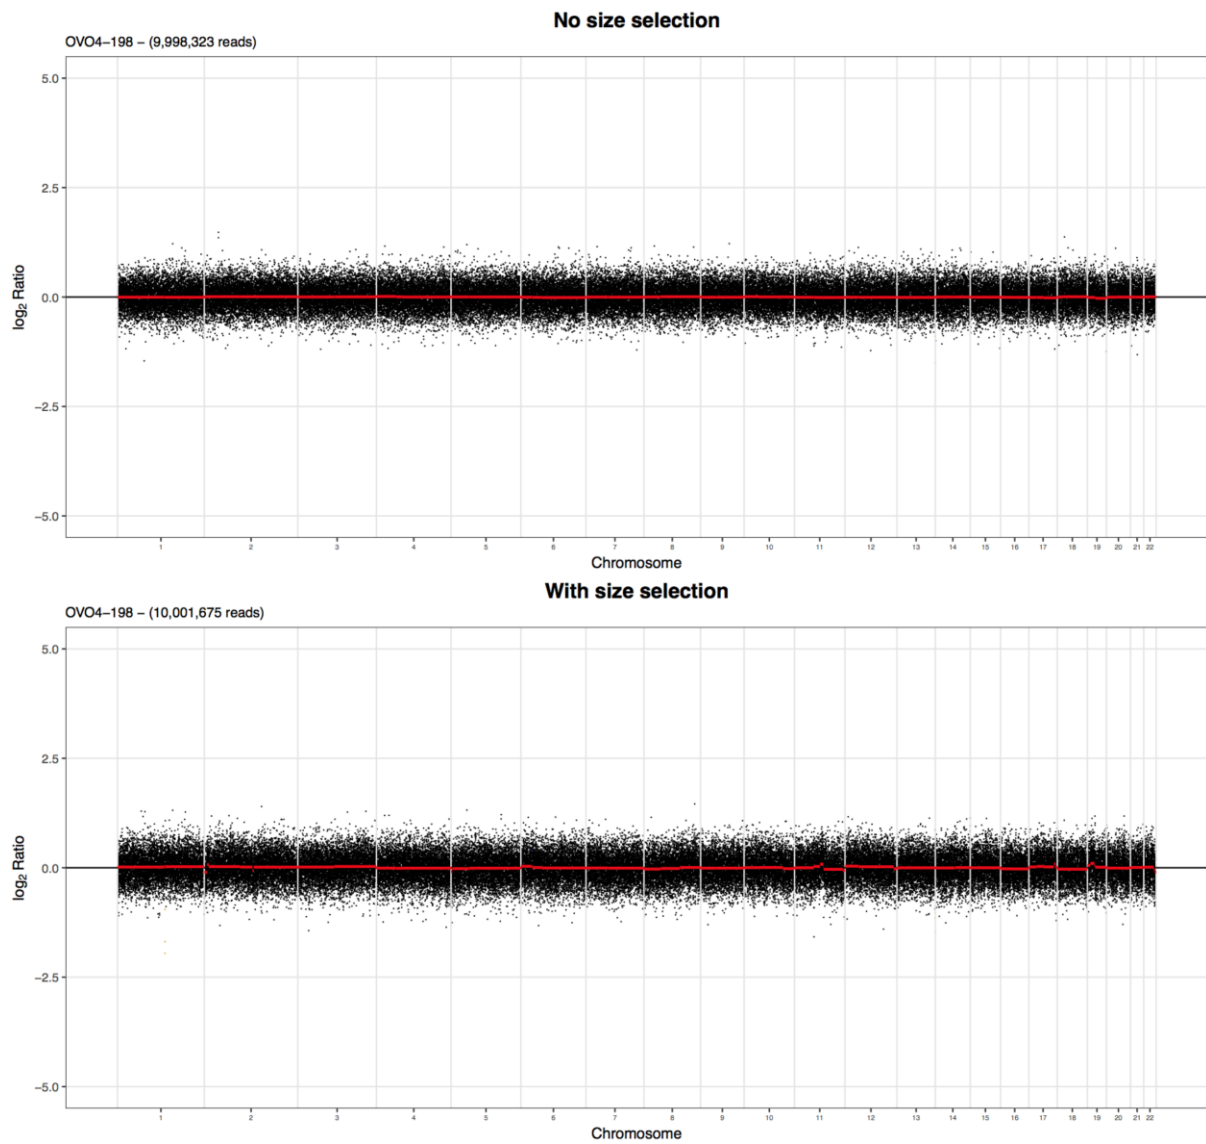 No size selection
OVO4–198 – (9,998,323 reads)
5.0
2.5
0.0
−2.5
−5.0
log2 Ratio
1 2 3 4 5 6 7 8 9 10 11 12 13 14 15 16 17 18 19 20 21 22
Chromosome
With size selection
OVO4–198 – (10,001,675 reads)
5.0
2.5
0.0
−2.5
−5.0
log2 Ratio
1 2 3 4 5 6 7 8 9 10 11 12 13 14 15 16 17 18 19 20 21 22
Chromosome